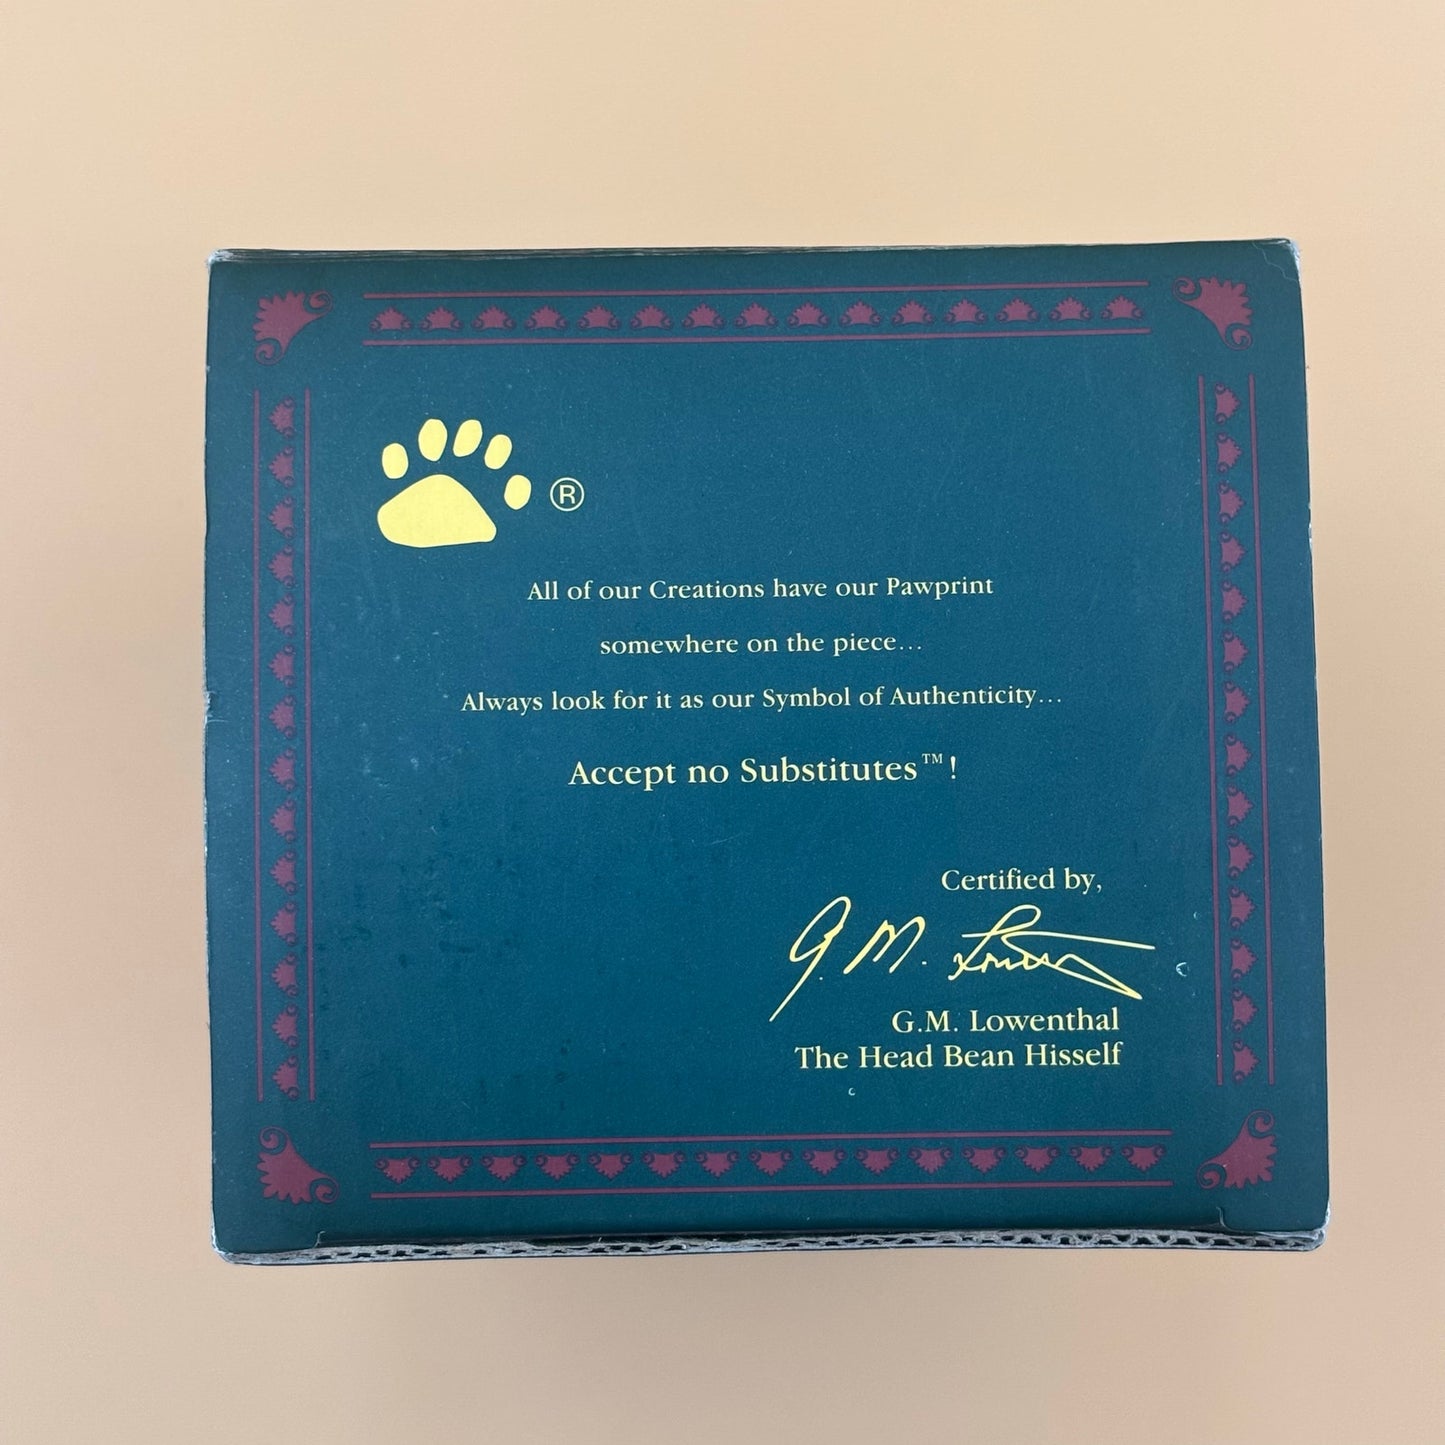 ®
All of our Creations have our Pawprint
somewhere on the piece...
Always look for it as our Symbol of Authenticity...
Accept no Substitutes™!
Certified by,
G.M. Lowenthal
G.M. Lowenthal
The Head Bean Hisself